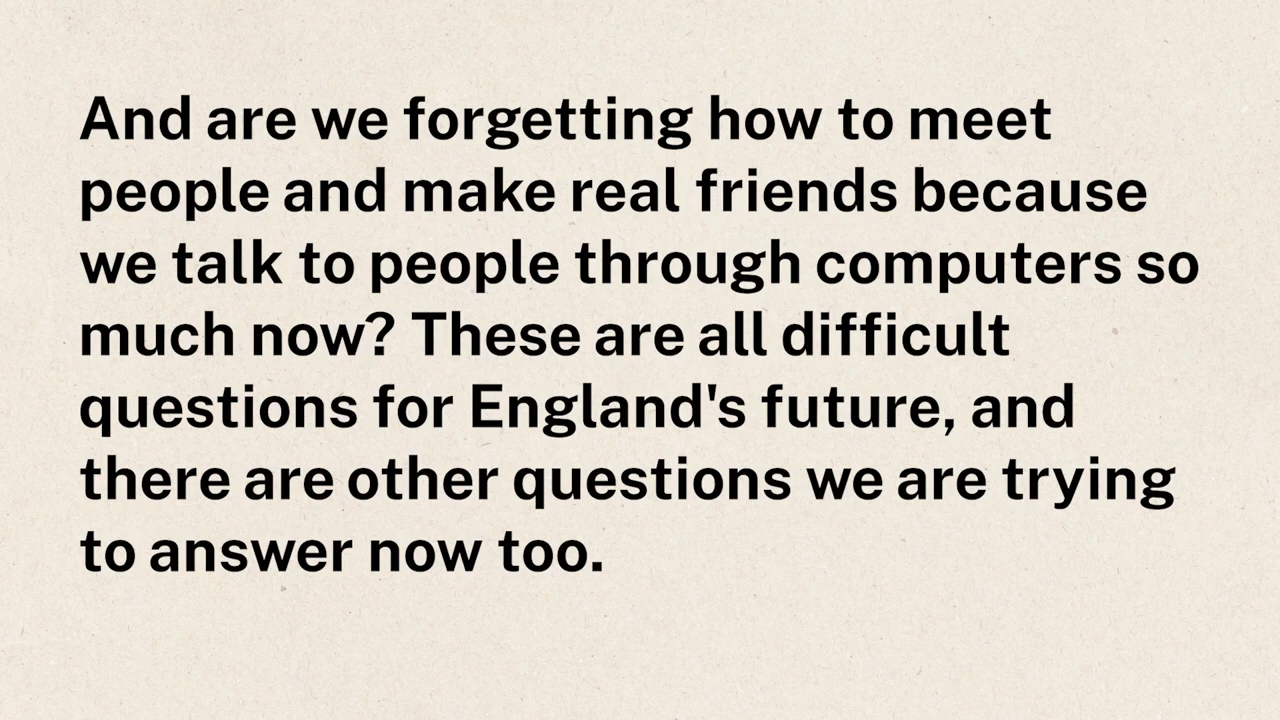 And are we forgetting how to meet
people and make real friends because
we talk to people through computers so
much now? These are all difficult
questions for England's future, and
there are other questions we are trying
to answer now too.